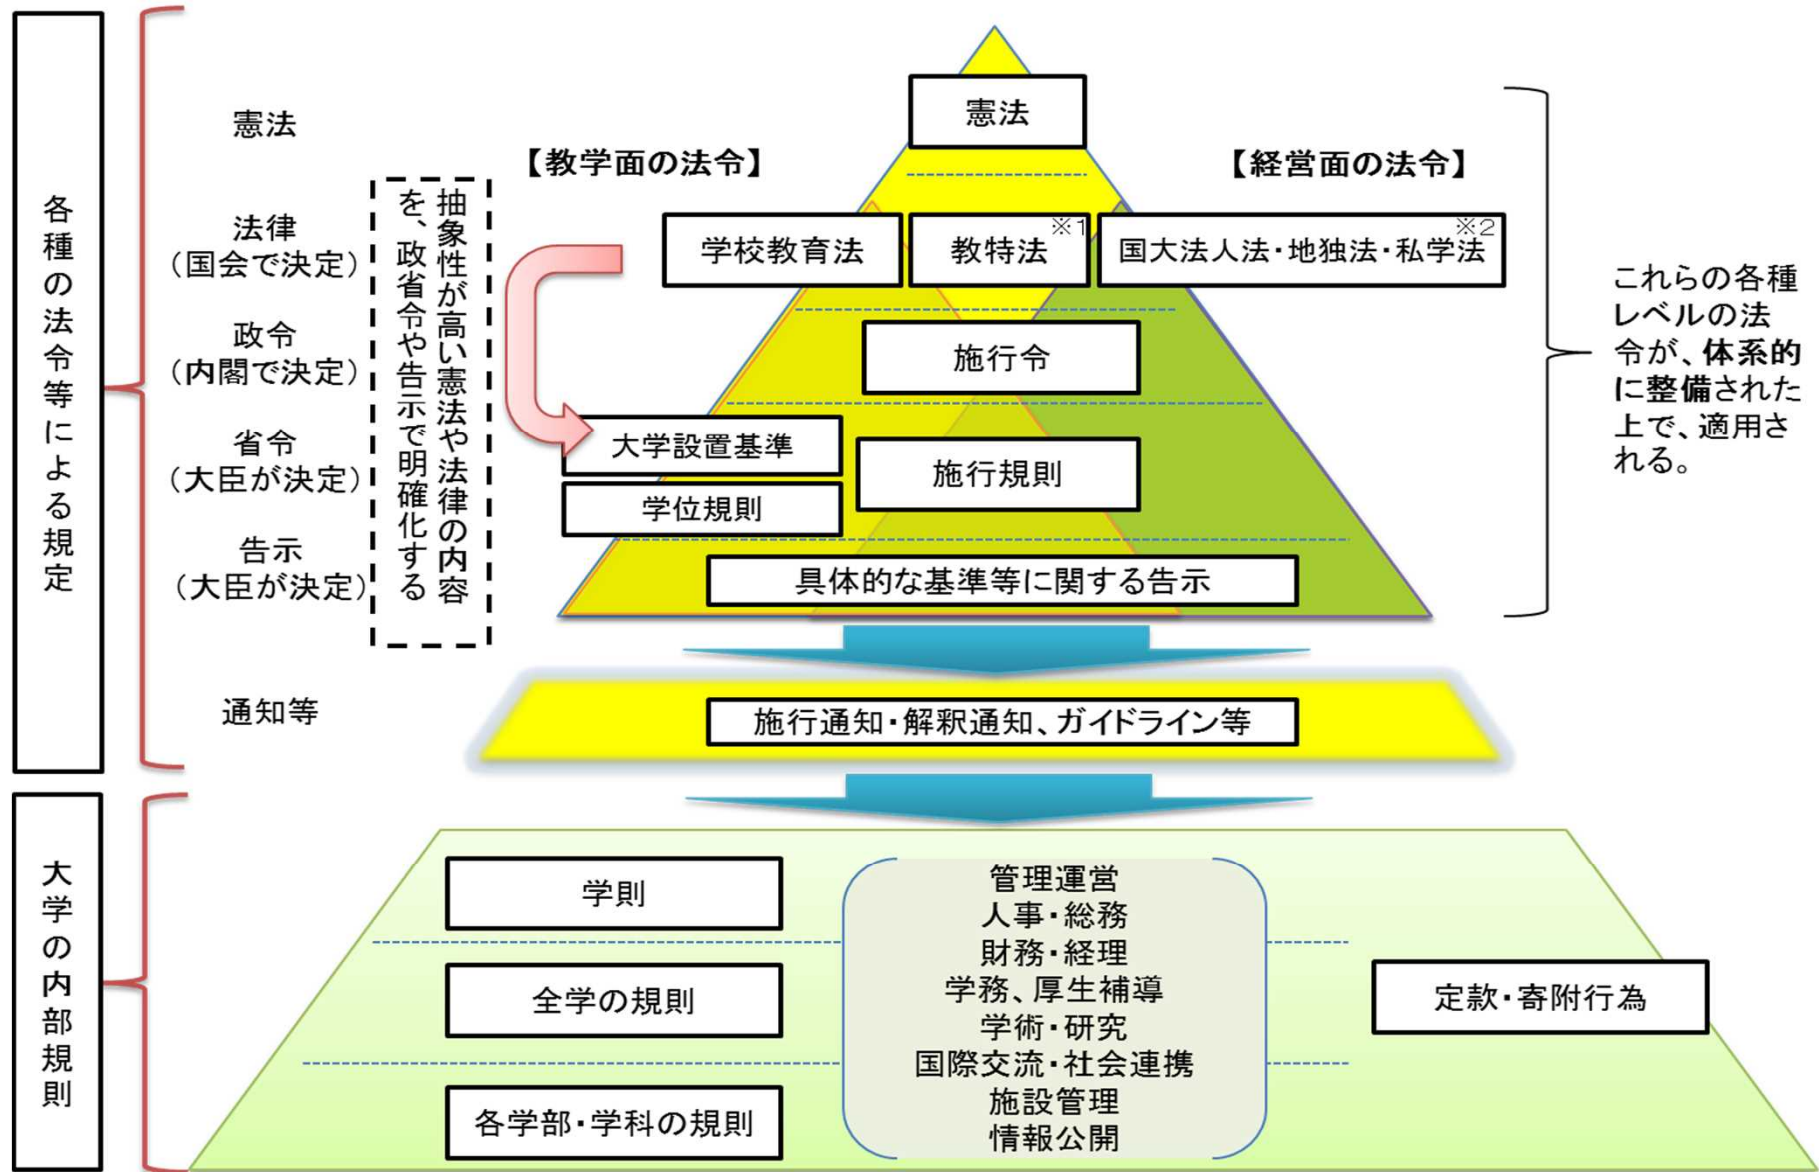 各種の法令等による規定
憲法
法律
(国会で決定)
政令
(内閣で決定)
省令
(大臣が決定)
告示
(大臣が決定)
通知等
抽象性が高い憲法や法律の内容
を、政省令や告示で明確化する
【教学面の法令】
【経営面の法令】
憲法
学校教育法
教特法※1
国大法人法・地独法・私学法※2
施行令
大学設置基準
学位規則
施行規則
具体的な基準等に関する告示
これらの各種
レベルの法
令が、体系的
に整備された
上で、適用さ
れる。
施行通知・解釈通知、ガイドライン等
大学の内部規則
学則
全学の規則
各学部・学科の規則
管理運営
人事・総務
財務・経理
学務、厚生補導
学術・研究
国際交流・社会連携
施設管理
情報公開
定款・寄附行為